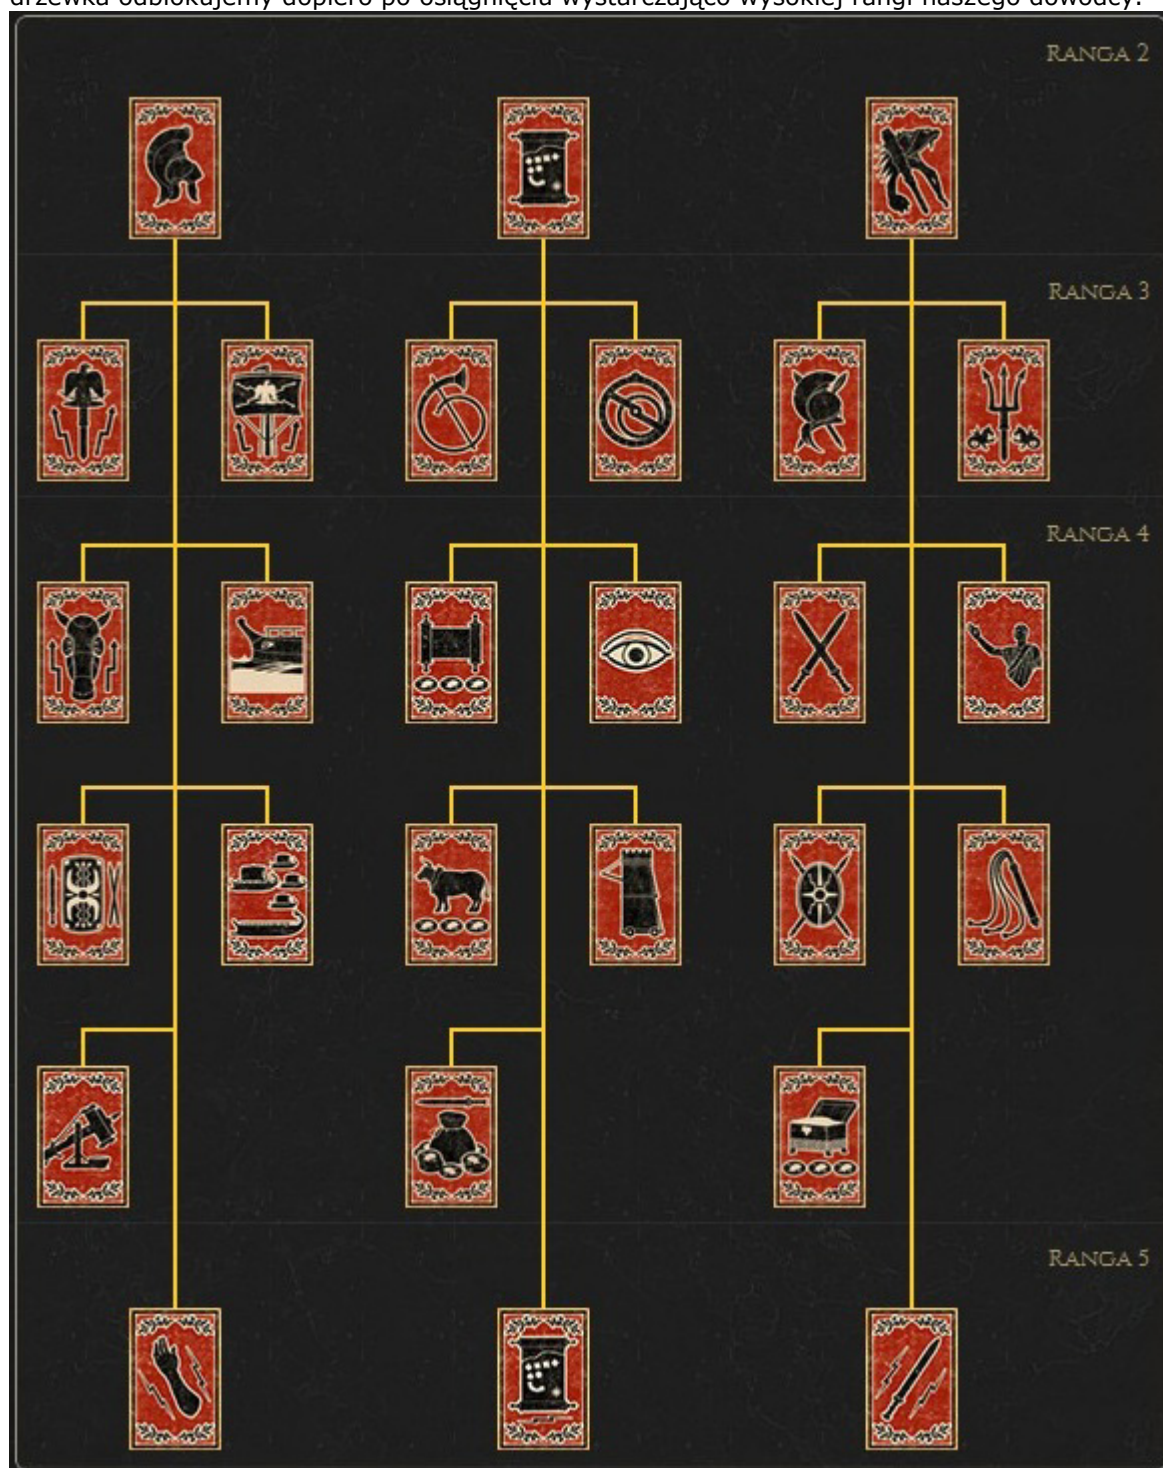 drzewka odblokujemy dopiero po osiągnięciu wystarczająco wysokiej rangi naszego dowódcy.
Ranga 2
Ranga 3
Ranga 4
Ranga 5